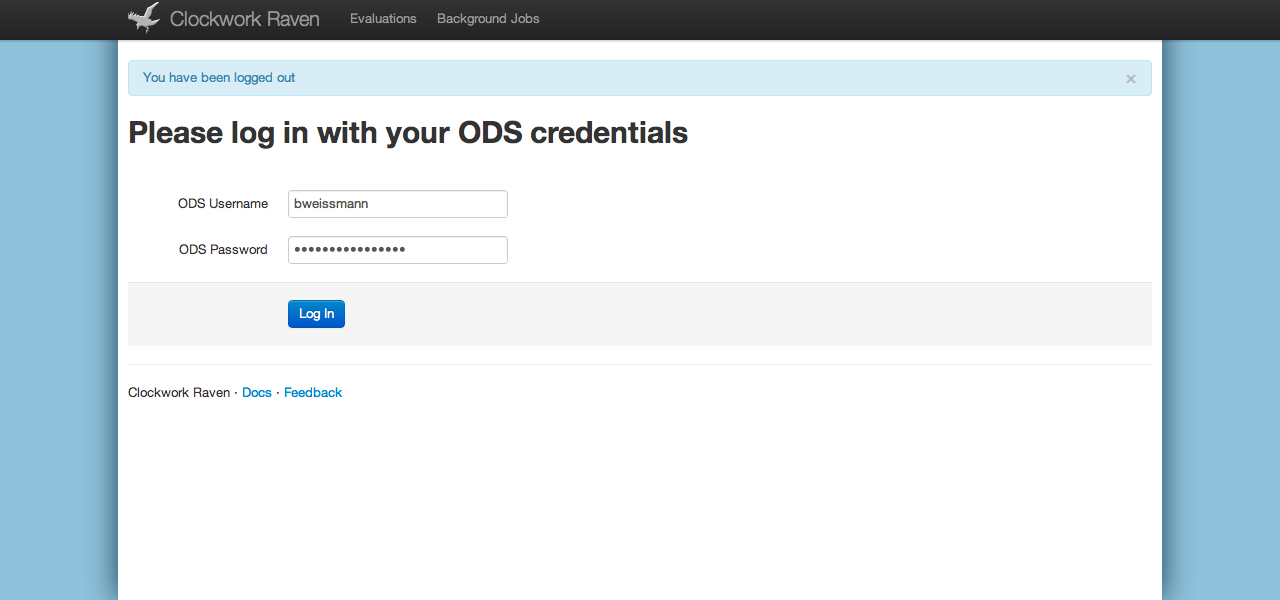 Clockwork Raven Evaluations Background Jobs
You have been logged out ×
Please log in with your ODS credentials
ODS Username bweissmann
ODS Password ••••••••••••••••
Log In
Clockwork Raven · Docs · Feedback